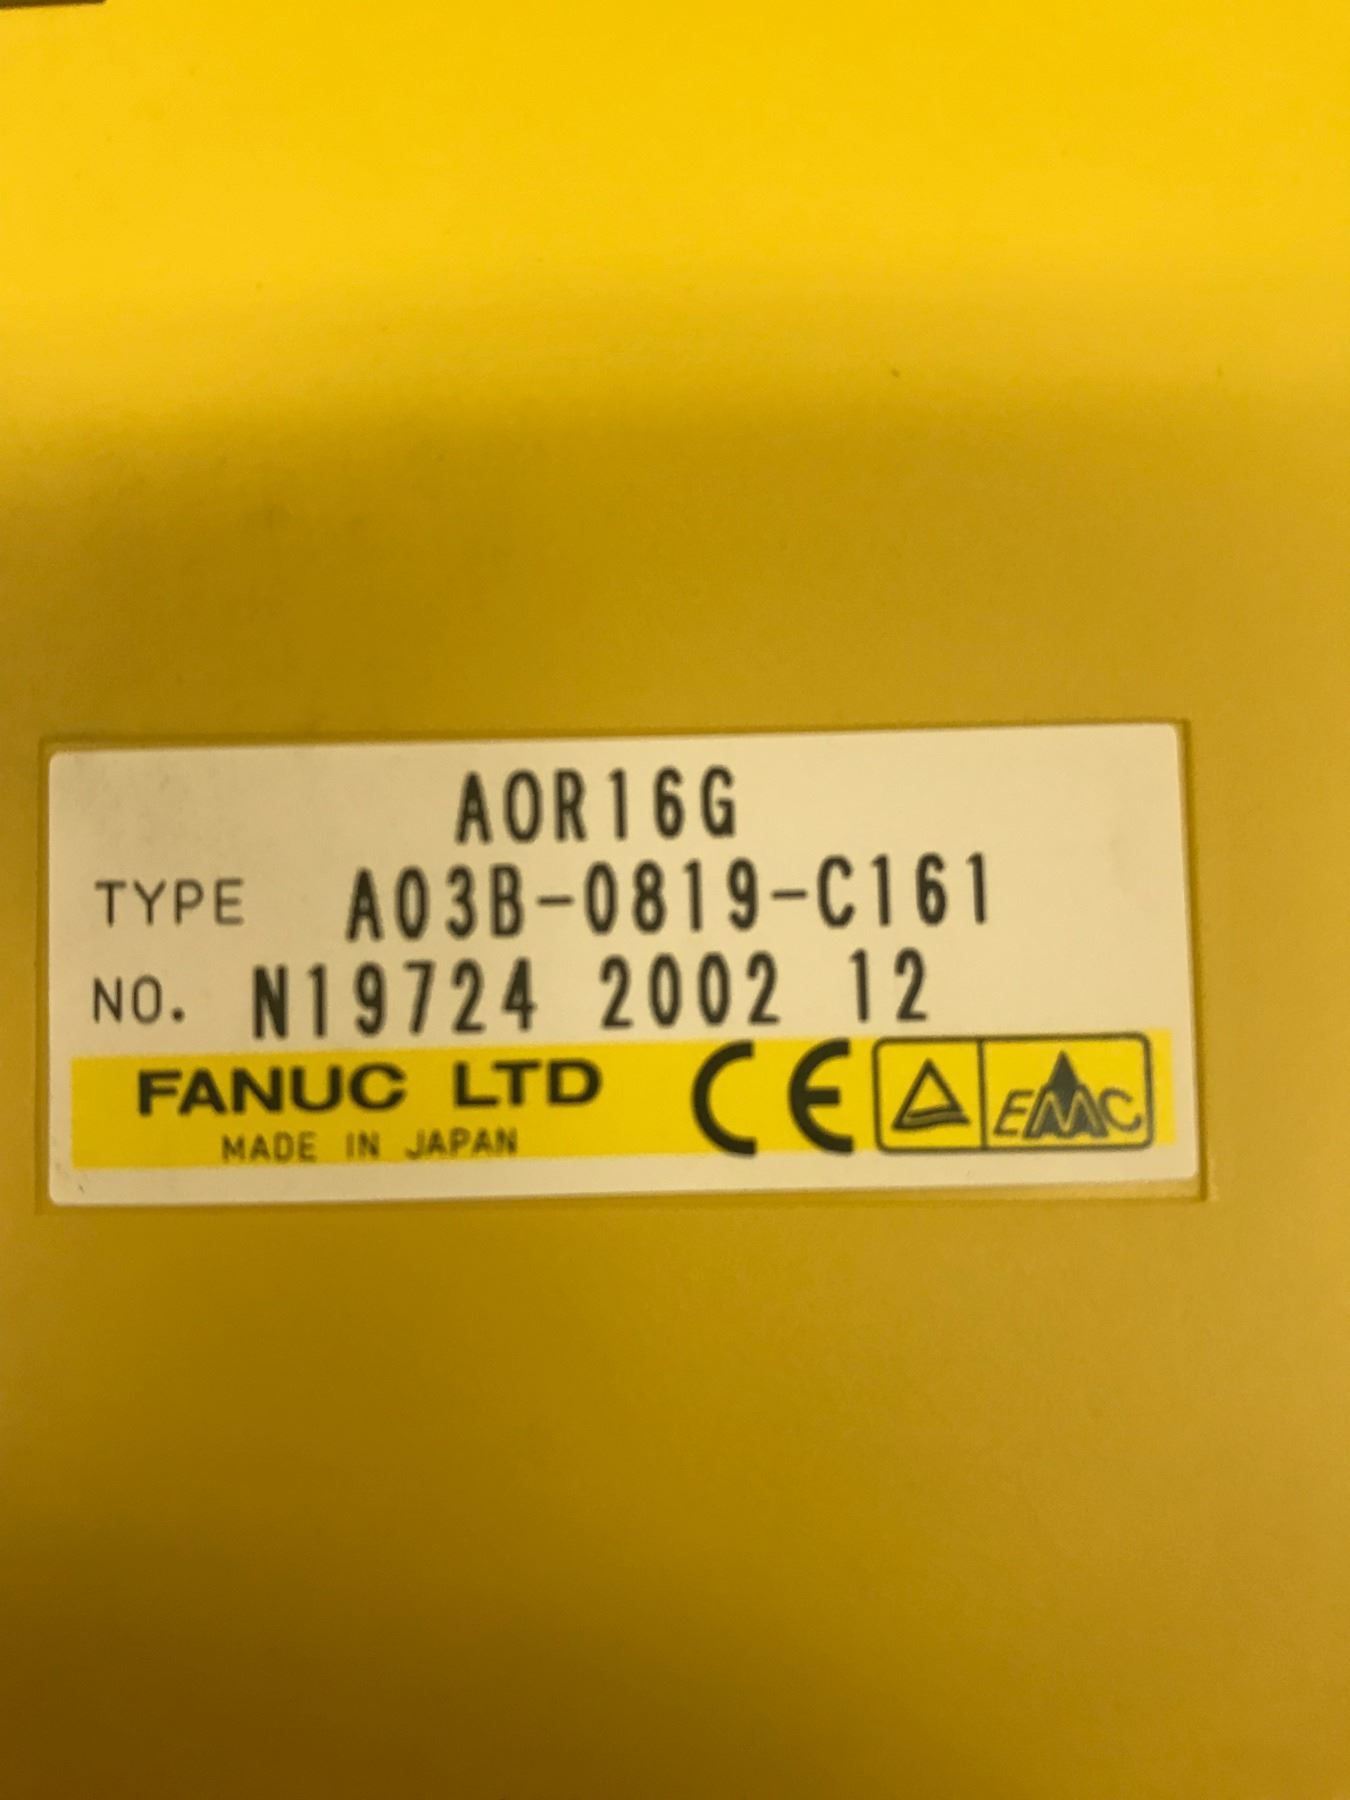 AOR16G
TYPE A03B-0819-C161
NO. N19724 2002 12
FANUC LTD CE EMC
MADE IN JAPAN